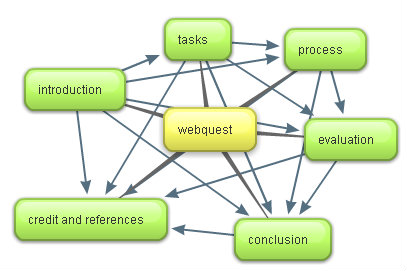 tasks
process
introduction
webquest
evaluation
credit and references
conclusion